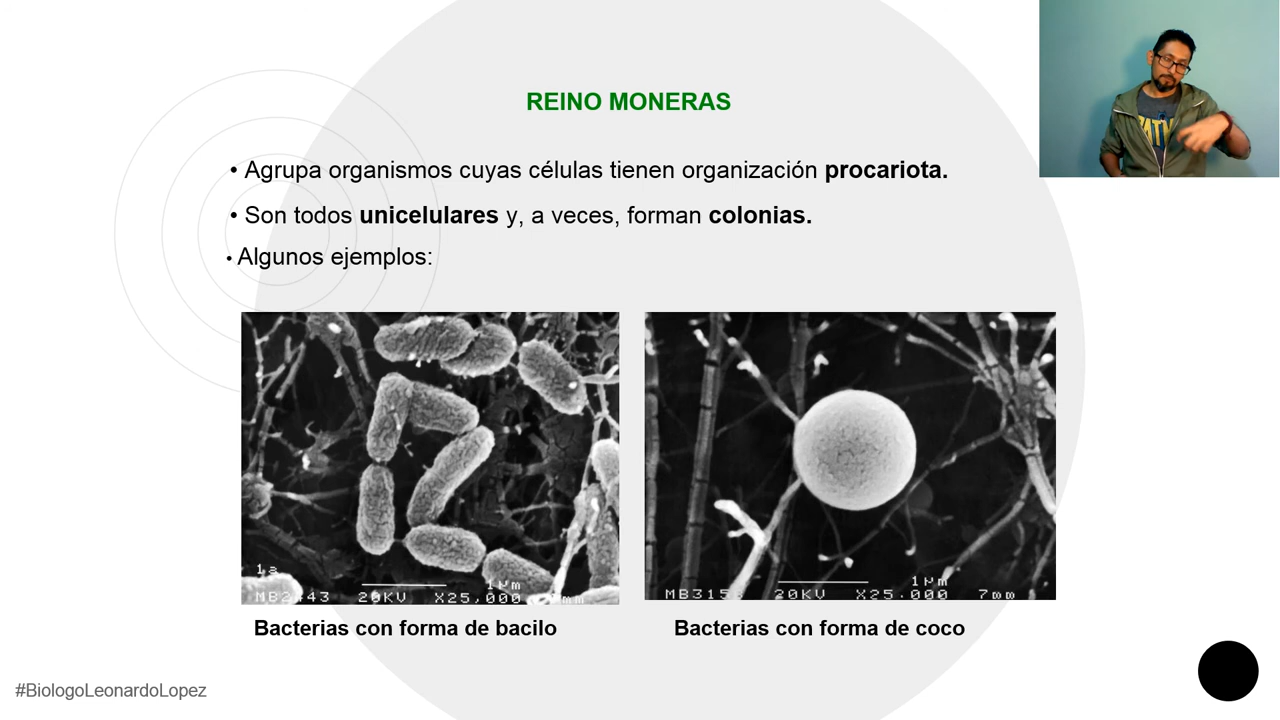 REINO MONERAS
• Agrupa organismos cuyas células tienen organización procariota.
• Son todos unicelulares y, a veces, forman colonias.
• Algunos ejemplos:
1µm
20KV X25,000
1µm
20KV X25.000 7mm
Bacterias con forma de bacilo
Bacterias con forma de coco
#BiologoLeonardoLopez